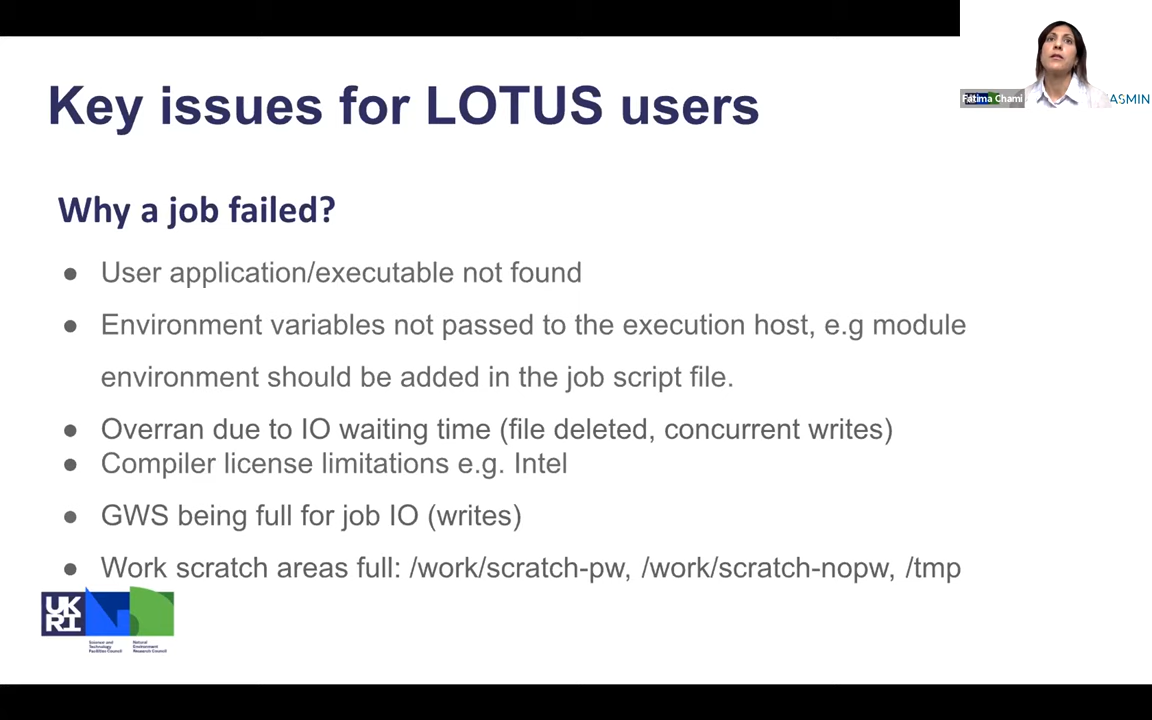 Key issues for LOTUS users
Fatima Chami
ASMIN
Why a job failed?
● User application/executable not found
● Environment variables not passed to the execution host, e.g module
environment should be added in the job script file.
● Overran due to IO waiting time (file deleted, concurrent writes)
● Compiler license limitations e.g. Intel
● GWS being full for job IO (writes)
● Work scratch areas full: /work/scratch-pw, /work/scratch-nopw, /tmp
UK
RI
Science and
Technology
Facilities Council
Natural
Environment
Research Council